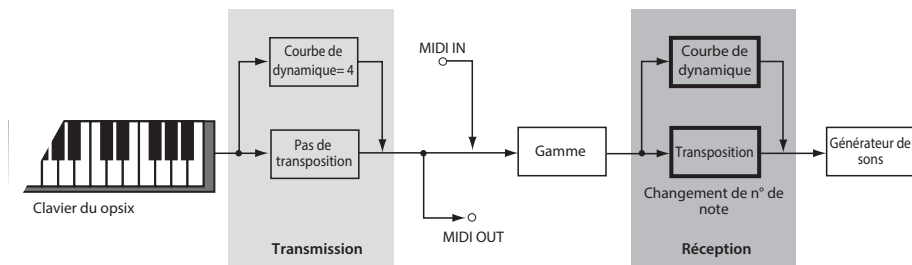 Courbe de
dynamique= 4
MIDI IN
Courbe de
dynamique
Pas de
transposition
Gamme
Transposition
Générateur de
sons
Clavier du opsix
Changement de n° de
note
MIDI OUT
Transmission
Réception